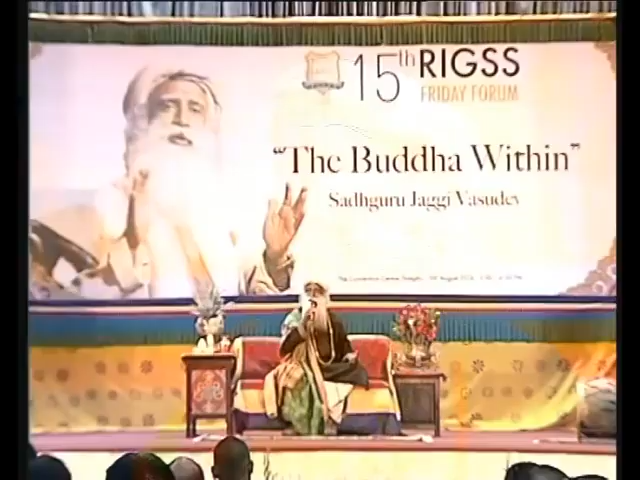 15th RIGSS
FRIDAY FORUM
“The Buddha Within”
Sadhguru Jaggi Vasudev